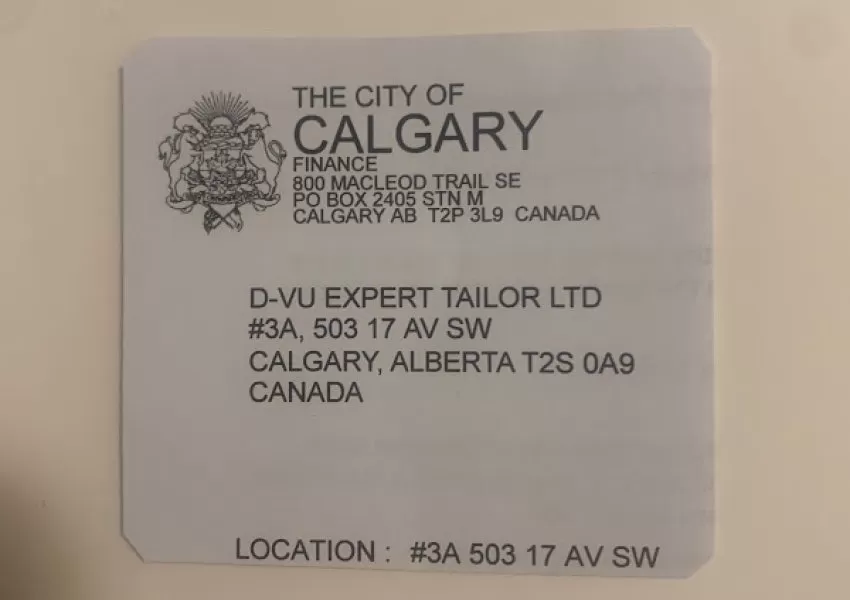 THE CITY OF
CALGARY
FINANCE
800 MACLEOD TRAIL SE
PO BOX 2405 STN M
CALGARY AB T2P 3L9 CANADA
D-VU EXPERT TAILOR LTD
#3A, 503 17 AV SW
CALGARY, ALBERTA T2S 0A9
CANADA
LOCATION : #3A 503 17 AV SW